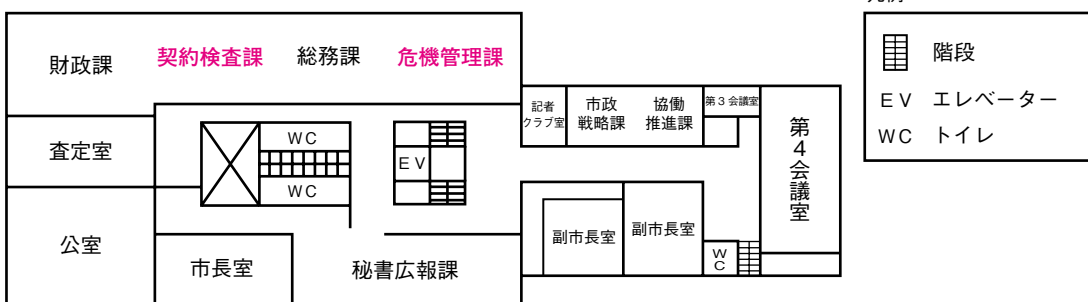 財政課
契約検査課
総務課
危機管理課
記者
クラブ室
市政
戦略課
協働
推進課
第3会議室
第4会議室
階段
EV エレベーター
WC トイレ
査定室
WC
EV
WC
公室
市長室
秘書広報課
副市長室
副市長室
WC